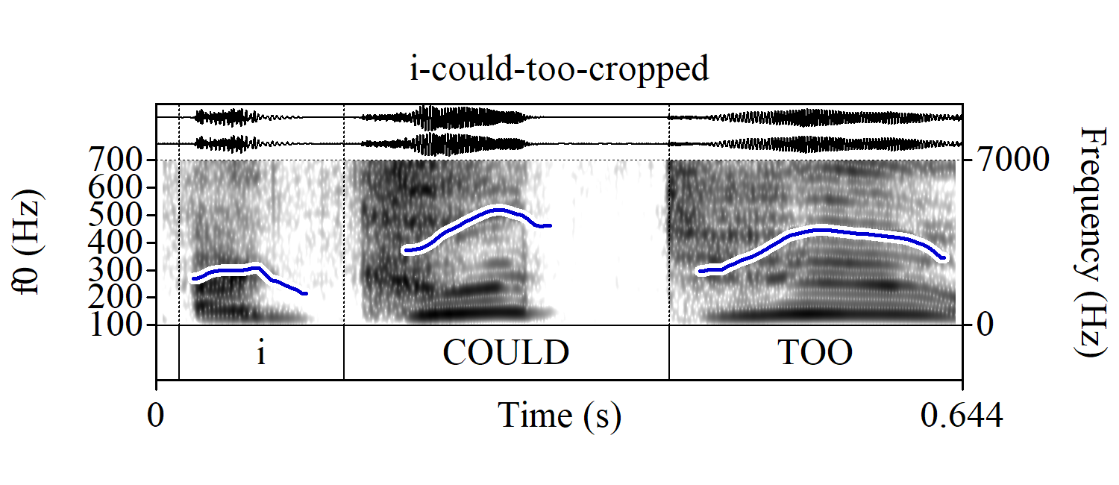 i-could-too-cropped
700
600
500
400
300
200
100
f0 (Hz)
7000
0
Frequency (Hz)
i COULD TOO
0 Time (s) 0.644